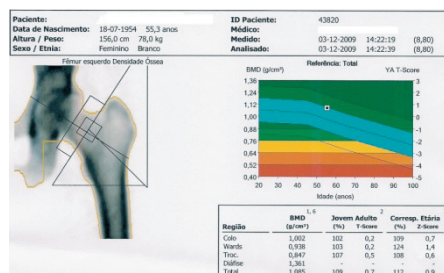 Paciente:
Data de Nascimento: 18-07-1954 55,3 anos
Altura / Peso: 156,0 cm 78,0 kg
Sexo / Etnia: Feminino Branco
ID Paciente: 43820
Médico:
Medido: 03-12-2009 14:22:19 (8,80)
Analisado: 03-12-2009 14:22:39 (8,80)
Fêmur esquerdo Densidade Óssea
Referência: Total
BMD (g/cm²) YA T-Score
1,36 3
1,24 2
1,12 1
1,00 0
0,88 -1
0,76 -2
0,64 -3
0,52 -4
0,40 -5
20 30 40 50 60 70 80 90 100
Idade (anos)
1, 6 2
BMD Jovem Adulto Corresp. Etária
Região (g/cm²) (%) T-Score (%) Z-Score
Colo 1,002 102 0,2 109 0,7
Wards 0,938 103 0,2 124 1,4
Troc. 0,847 107 0,5 108 0,6
Diáfise 1,361 - - - -
Total 1,085 109 0,7 112 0,9